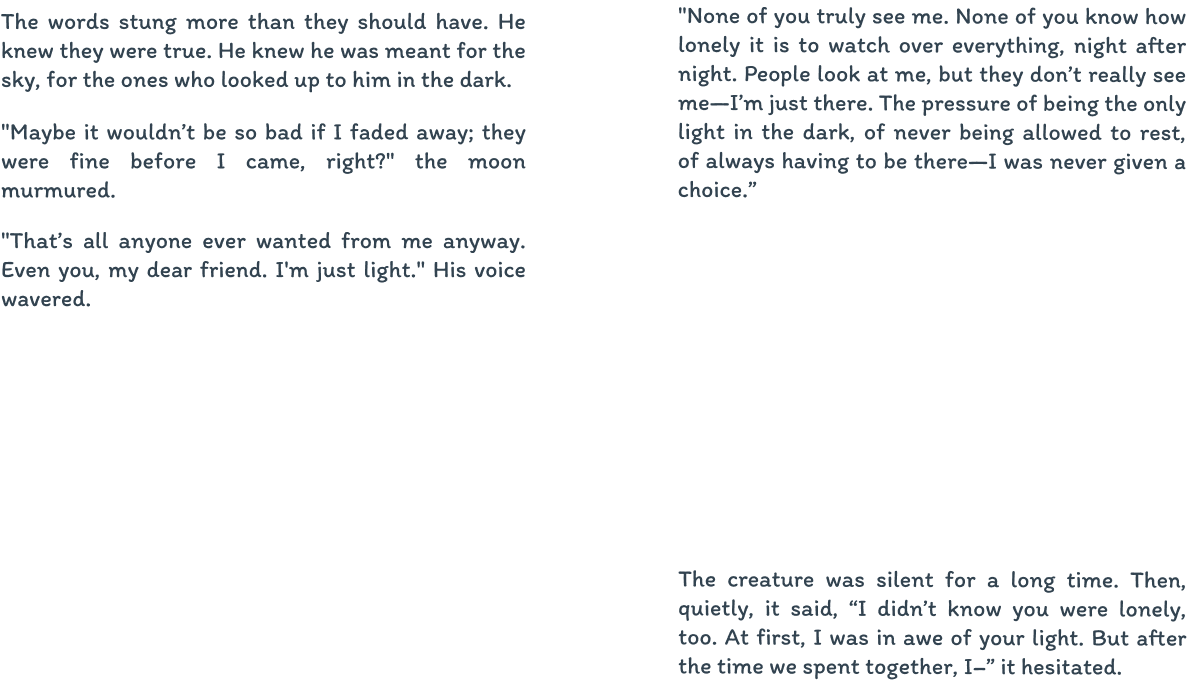 The words stung more than they should have. He
knew they were true. He knew he was meant for the
sky, for the ones who looked up to him in the dark.
"Maybe it wouldn’t be so bad if I faded away; they
were fine before I came, right?" the moon
murmured.
"That’s all anyone ever wanted from me anyway.
Even you, my dear friend. I'm just light." His voice
wavered.
"None of you truly see me. None of you know how
lonely it is to watch over everything, night after
night. People look at me, but they don’t really see
me—I’m just there. The pressure of being the only
light in the dark, of never being allowed to rest,
of always having to be there—I was never given a
choice.”
The creature was silent for a long time. Then,
quietly, it said, “I didn’t know you were lonely,
too. At first, I was in awe of your light. But after
the time we spent together, I–” it hesitated.